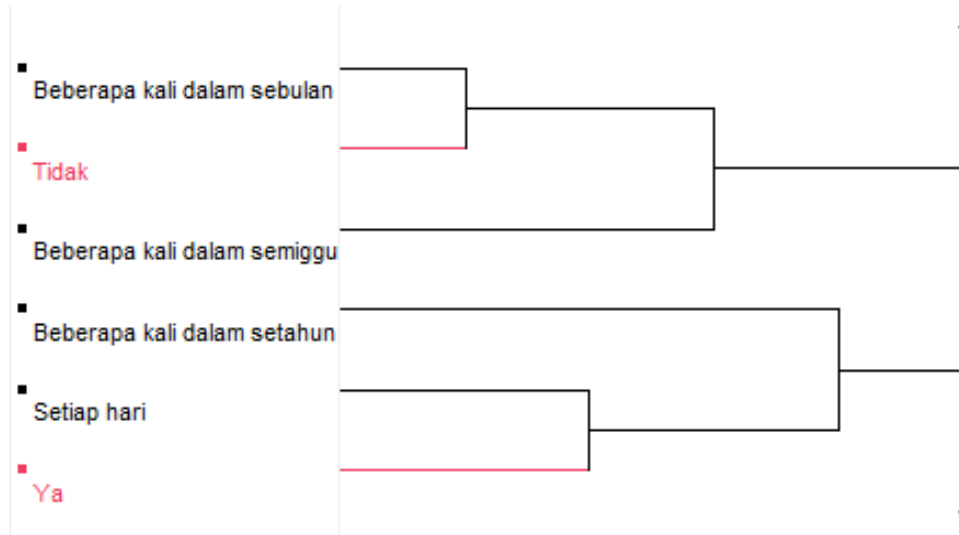 Beberapa kali dalam sebulan
Tidak
Beberapa kali dalam semiggu
Beberapa kali dalam setahun
Setiap hari
Ya